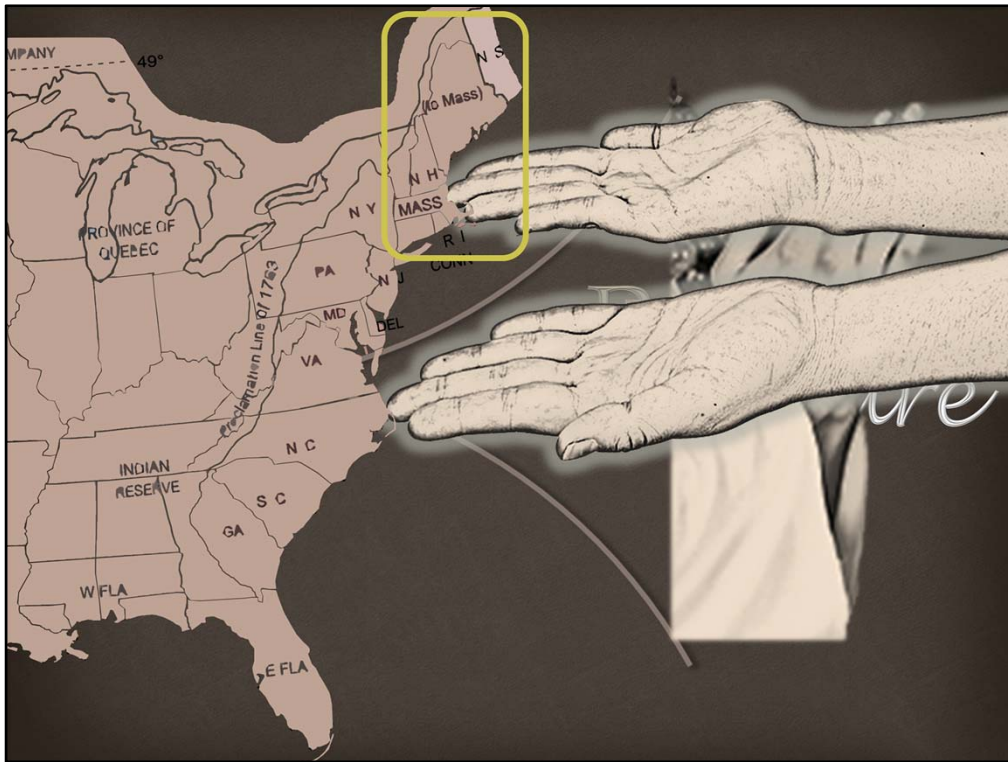 MPANY
49°
N S
(to Mass)
N H
MASS
N Y
R I
CONN
PROVINCE OF
QUEBEC
PA
N J
MD
DEL
VA
Proclamation Line Of 1763
N C
INDIAN
RESERVE
S C
GA
W FLA
E FLA
ure